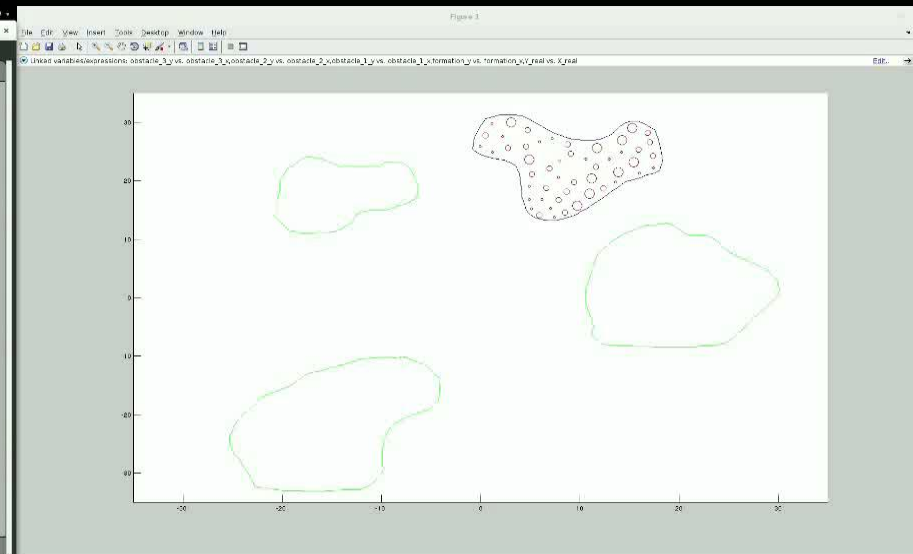 Figure 1
File Edit View Insert Tools Desktop Window Help
Linked variables/expressions: obstacle_3_y vs. obstacle_3_x,obstacle_2_y vs. obstacle_2_x,obstacle_1_y vs. obstacle_1_x,formation_y vs. formation_x,Y_real vs. X_real Edit..
30
20
10
0
-10
-20
-30
-30 -20 -10 0 10 20 30